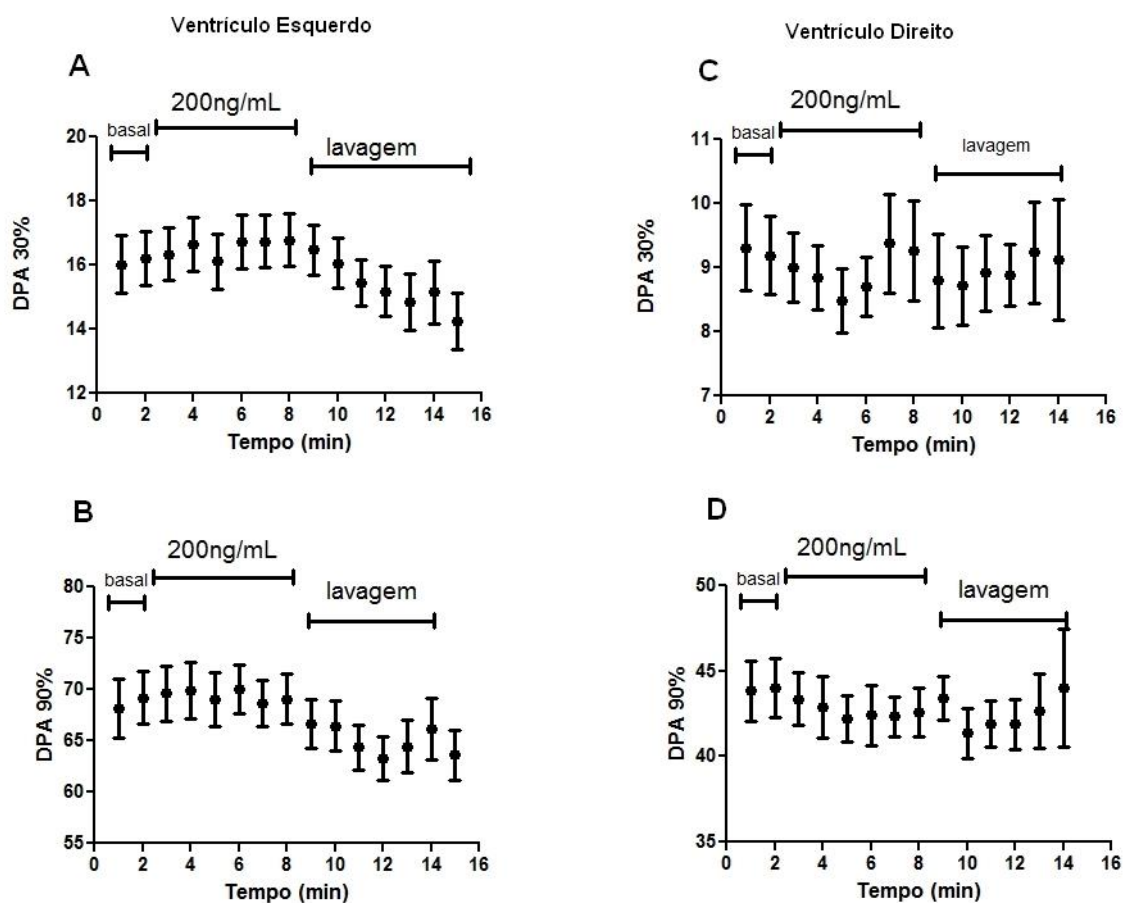 Ventrículo Esquerdo
A
200ng/mL
basal
lavagem
DPA 30%
20
18
16
14
12
0 2 4 6 8 10 12 14 16
Tempo (min)
Ventrículo Direito
C
200ng/mL
basal
lavagem
DPA 30%
11
10
9
8
7
0 2 4 6 8 10 12 14 16
Tempo (min)
B
200ng/mL
basal
lavagem
DPA 90%
80
75
70
65
60
55
0 2 4 6 8 10 12 14 16
Tempo (min)
D
200ng/mL
basal
lavagem
DPA 90%
50
45
40
35
0 2 4 6 8 10 12 14 16
Tempo (min)